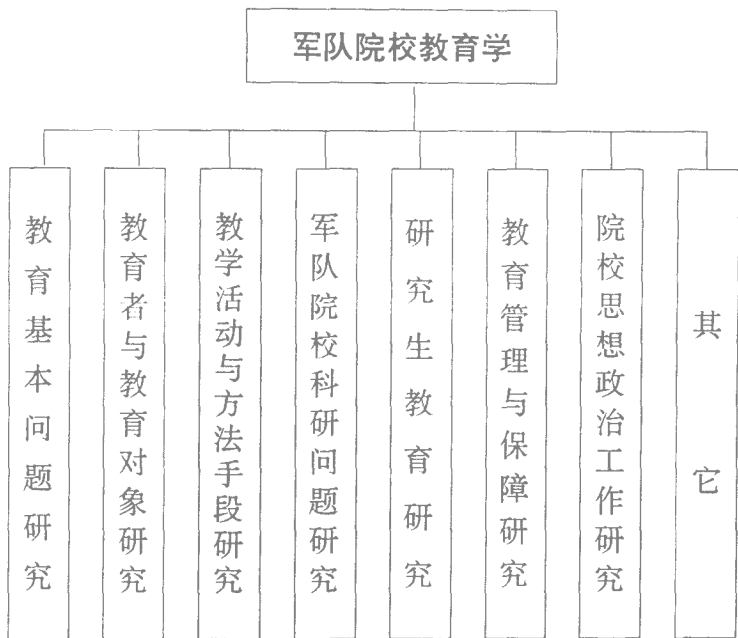 军队院校教育学
教育基本问题研究
教育者与教育对象研究
教学活动与方法手段研究
军队院校科研问题研究
研究生教育研究
教育管理与保障研究
院校思想政治工作研究
其它